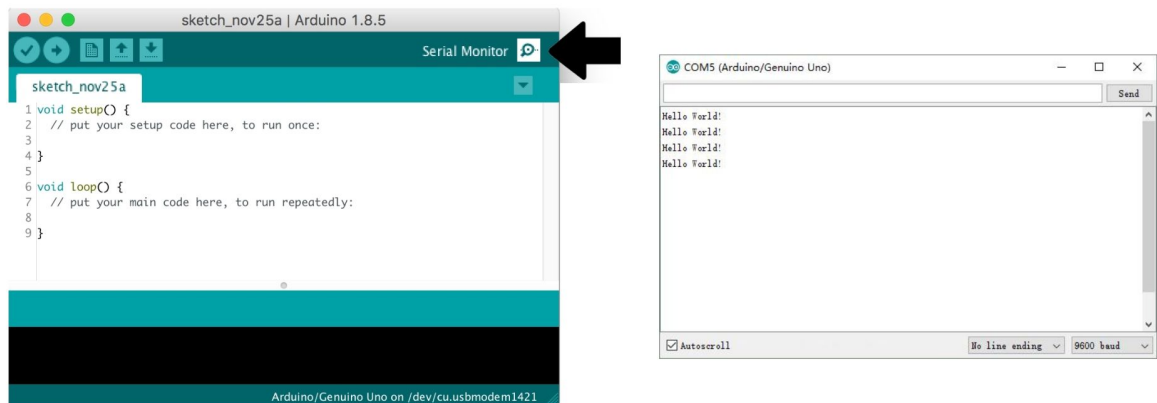 sketch_nov25a | Arduino 1.8.5
Serial Monitor
sketch_nov25a
1 void setup() {
2 // put your setup code here, to run once:
3
4 }
5
6 void loop() {
7 // put your main code here, to run repeatedly:
8
9 }
Arduino/Genuino Uno on /dev/cu.usbmodem1421
COM5 (Arduino/Genuino Uno)
Send
Hello World!
Hello World!
Hello World!
Hello World!
Autoscroll
No line ending
9600 baud